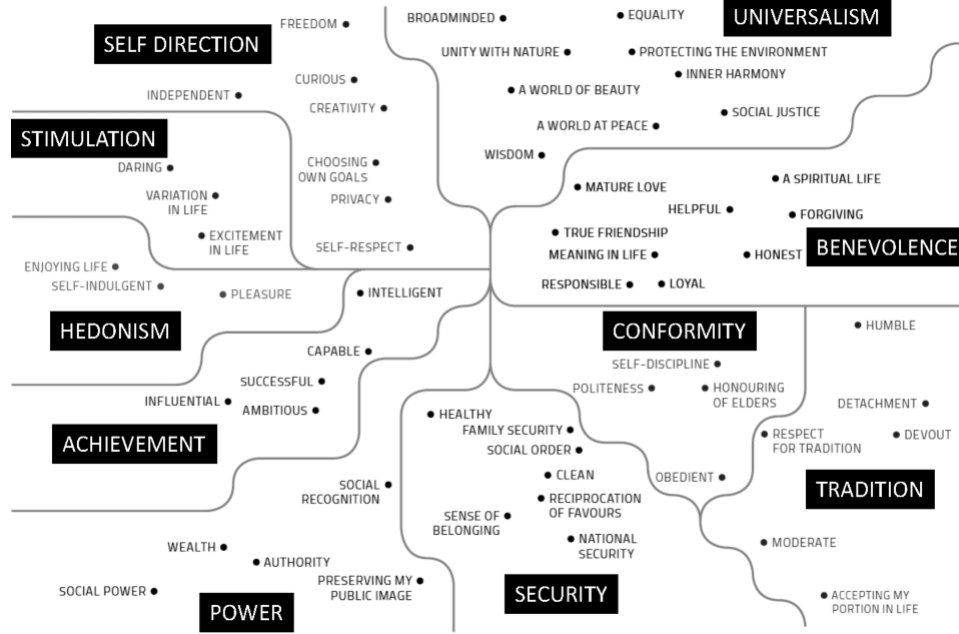 SELF DIRECTION
FREEDOM
CURIOUS
INDEPENDENT
CREATIVITY
CHOOSING
OWN GOALS
PRIVACY
SELF-RESPECT
UNIVERSALISM
BROADMINDED
EQUALITY
UNITY WITH NATURE
PROTECTING THE ENVIRONMENT
INNER HARMONY
A WORLD OF BEAUTY
SOCIAL JUSTICE
A WORLD AT PEACE
WISDOM
STIMULATION
DARING
VARIATION
IN LIFE
EXCITEMENT
IN LIFE
MATURE LOVE
A SPIRITUAL LIFE
HELPFUL
FORGIVING
TRUE FRIENDSHIP
MEANING IN LIFE
HONEST
BENEVOLENCE
RESPONSIBLE
LOYAL
ENJOYING LIFE
SELF-INDULGENT
PLEASURE
HEDONISM
INTELLIGENT
CAPABLE
SUCCESSFUL
INFLUENTIAL
AMBITIOUS
ACHIEVEMENT
CONFORMITY
SELF-DISCIPLINE
POLITENESS
HONOURING
OF ELDERS
OBEDIENT
HUMBLE
DETACHMENT
RESPECT
FOR TRADITION
DEVOUT
TRADITION
MODERATE
ACCEPTING MY
PORTION IN LIFE
HEALTHY
FAMILY SECURITY
SOCIAL ORDER
CLEAN
RECIPROCATION
OF FAVOURS
SENSE OF
BELONGING
NATIONAL
SECURITY
SECURITY
SOCIAL
RECOGNITION
WEALTH
AUTHORITY
SOCIAL POWER
PRESERVING MY
PUBLIC IMAGE
POWER